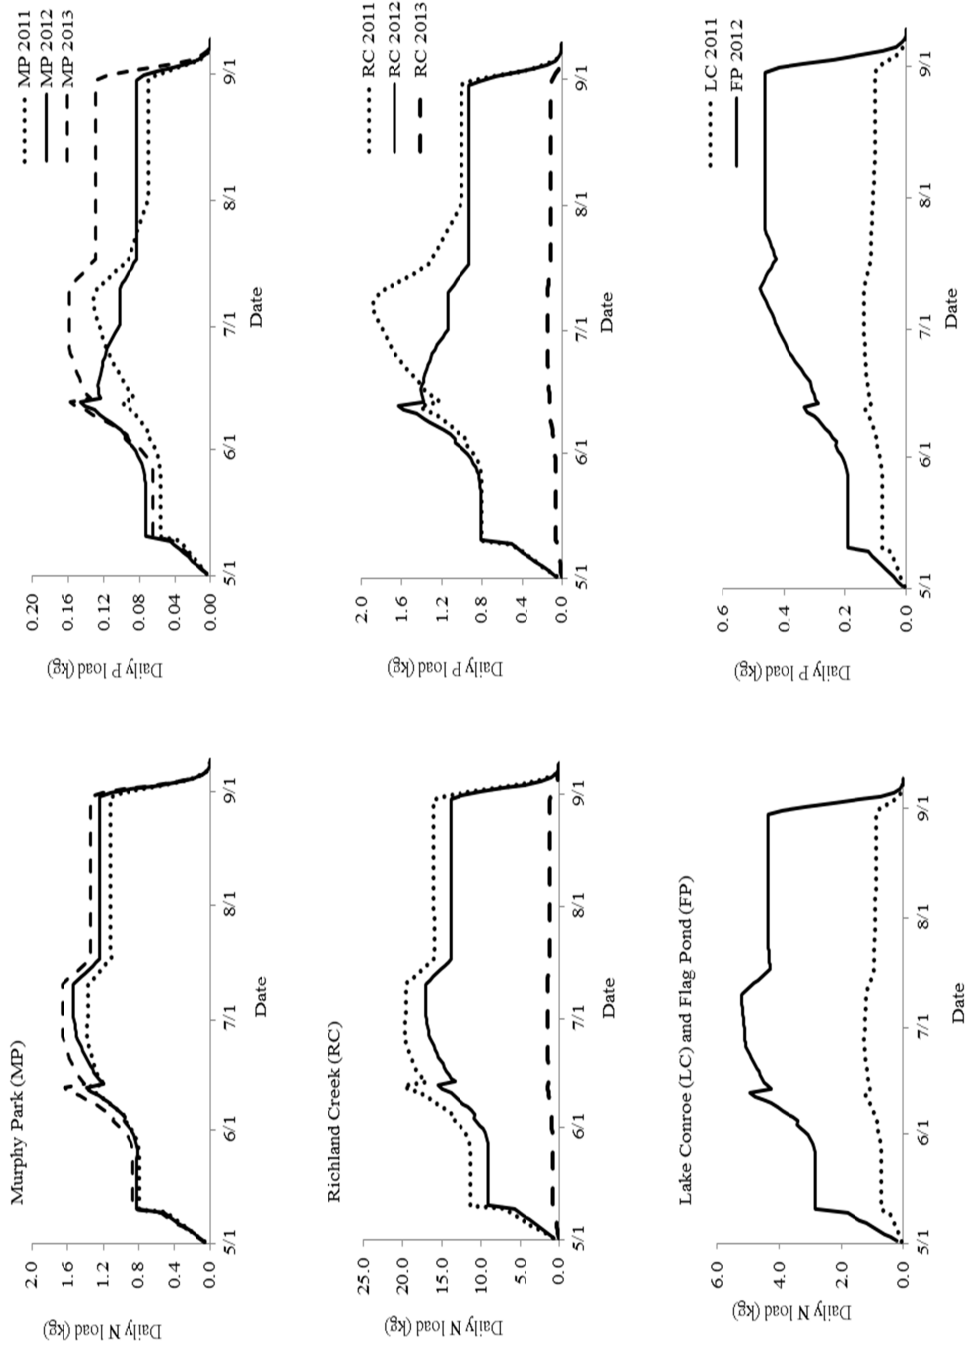 Murphy Park (MP)
Daily N load (kg)
2.0
1.6
1.2
0.8
0.4
0.0
5/1
6/1
7/1
8/1
9/1
Date
Daily P load (kg)
0.20
0.16
0.12
0.08
0.04
0.00
5/1
6/1
7/1
8/1
9/1
Date
MP 2011
MP 2012
MP 2013
Richland Creek (RC)
Daily N load (kg)
25.0
20.0
15.0
10.0
5.0
0.0
5/1
6/1
7/1
8/1
9/1
Date
Daily P load (kg)
2.0
1.6
1.2
0.8
0.4
0.0
5/1
6/1
7/1
8/1
9/1
Date
RC 2011
RC 2012
RC 2013
Lake Conroe (LC) and Flag Pond (FP)
Daily N load (kg)
6.0
4.0
2.0
0.0
5/1
6/1
7/1
8/1
9/1
Date
Daily P load (kg)
0.6
0.4
0.2
0.0
5/1
6/1
7/1
8/1
9/1
Date
LC 2011
FP 2012